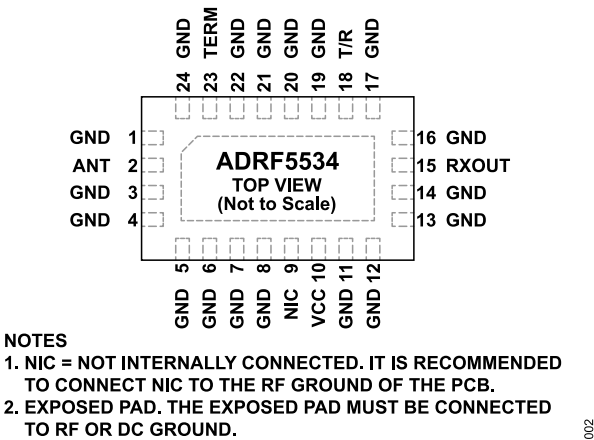 24 GND
23 TERM
22 GND
21 GND
20 GND
19 GND
18 T/R
17 GND
GND 1
ANT 2
GND 3
GND 4
ADRF5534
TOP VIEW
(Not to Scale)
16 GND
15 RXOUT
14 GND
13 GND
GND 5
GND 6
GND 7
GND 8
NIC 9
VCC 10
GND 11
GND 12
NOTES
1. NIC = NOT INTERNALLY CONNECTED. IT IS RECOMMENDED
TO CONNECT NIC TO THE RF GROUND OF THE PCB.
2. EXPOSED PAD. THE EXPOSED PAD MUST BE CONNECTED
TO RF OR DC GROUND.
002